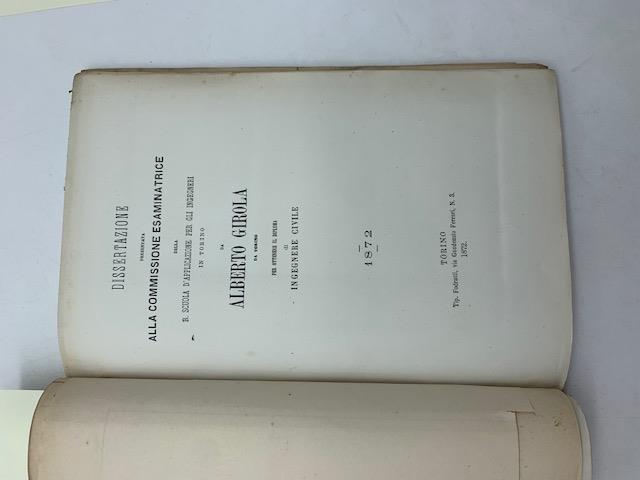 DISSERTAZIONE
PRESENTATA
ALLA COMMISSIONE ESAMINATRICE
DELLA
R. SCUOLA D'APPLICAZIONE PER GLI INGEGNERI
IN TORINO
DA
ALBERTO GIROLA
DA TORINO
PER OTTENERE IL DIPLOMA
di
INGEGNERE CIVILE
1872
TORINO
1872.
Tip. Fodratti, via Gaudenzio Ferrari, N. 3.